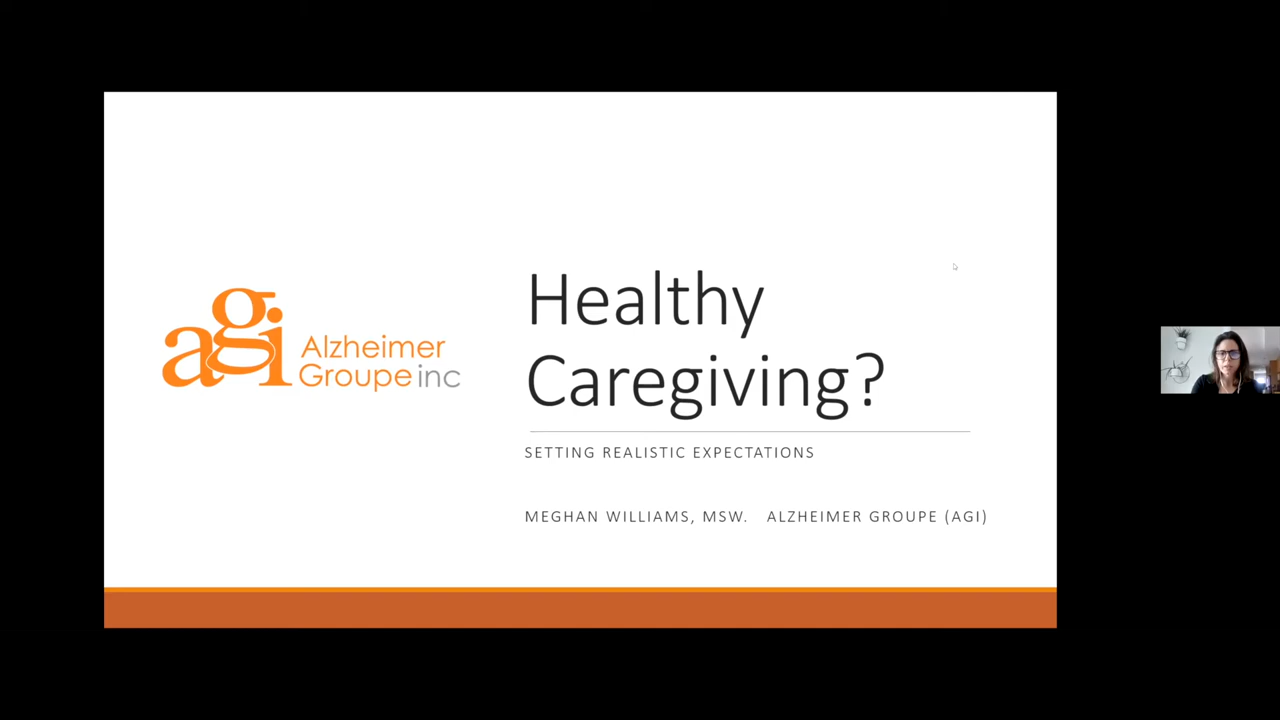 agi
Alzheimer
Groupe inc
Healthy
Caregiving?
SETTING REALISTIC EXPECTATIONS
MEGHAN WILLIAMS, MSW. ALZHEIMER GROUPE (AGI)